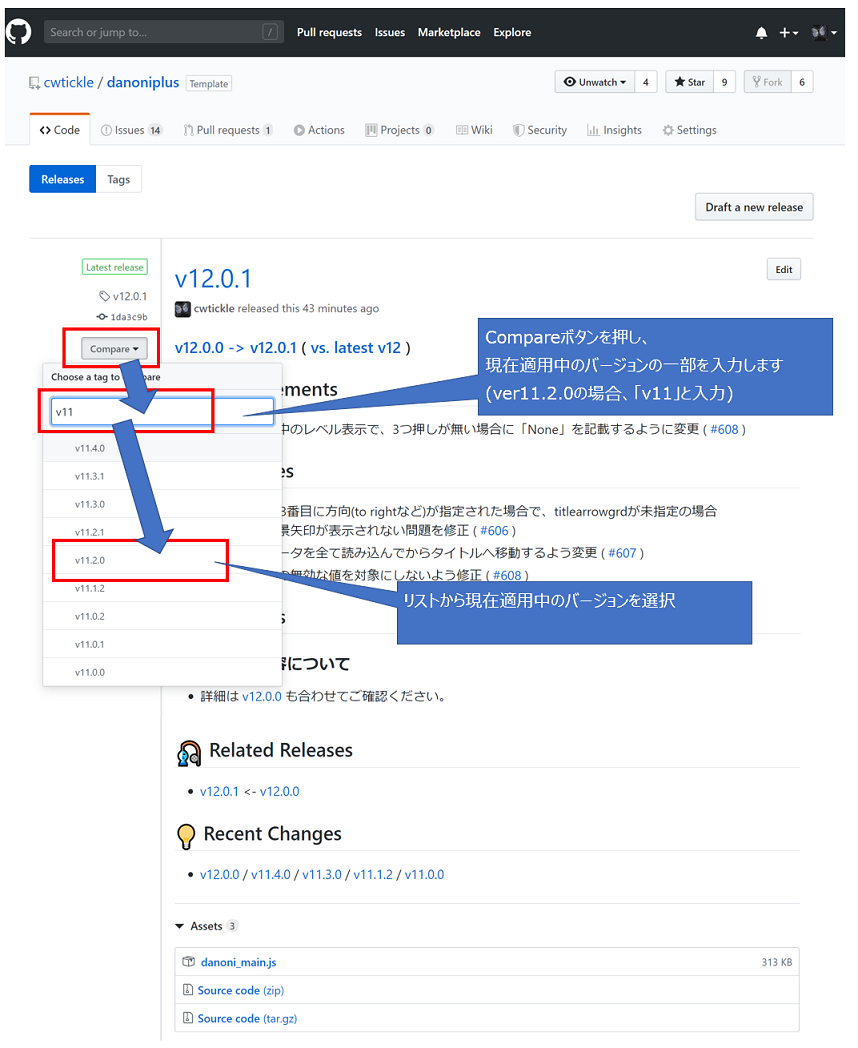 Search or jump to...
/
Pull requests
Issues
Marketplace
Explore
cwtickle / danoniplus
Template
Unwatch
4
Star
9
Fork
6
Code
Issues 14
Pull requests 1
Actions
Projects 0
Wiki
Security
Insights
Settings
Releases
Tags
Draft a new release
Latest release
v12.0.1
1da3c9b
Compare
Choose a tag to
pare
v11
v11.4.0
v11.3.1
v11.3.0
v11.2.1
v11.2.0
v11.1.2
v11.0.2
v11.0.1
v11.0.0
v12.0.1
Edit
cwtickle released this 43 minutes ago
v12.0.0 -> v12.0.1 ( vs. latest v12 )
Compareボタンを押し、
現在適用中のバージョンの一部を入力します
(ver11.2.0の場合、「v11」と入力)
ements
中のレベル表示で、3つ押しが無い場合に「None」を記載するように変更 ( #608 )
es
3番目に方向(to rightなど)が指定された場合で、titlearrowgrdが未指定の場合
景矢印が表示されない問題を修正 ( #606 )
ータを全て読み込んでからタイトルへ移動するよう変更 ( #607 )
の無効な値を対象にしないよう修正 ( #608 )
リストから現在適用中のバージョンを選択
s
容について
• 詳細は v12.0.0 も合わせてご確認ください。
Related Releases
• v12.0.1 <- v12.0.0
Recent Changes
• v12.0.0 / v11.4.0 / v11.3.0 / v11.1.2 / v11.0.0
Assets 3
danoni_main.js
313 KB
Source code (zip)
Source code (tar.gz)